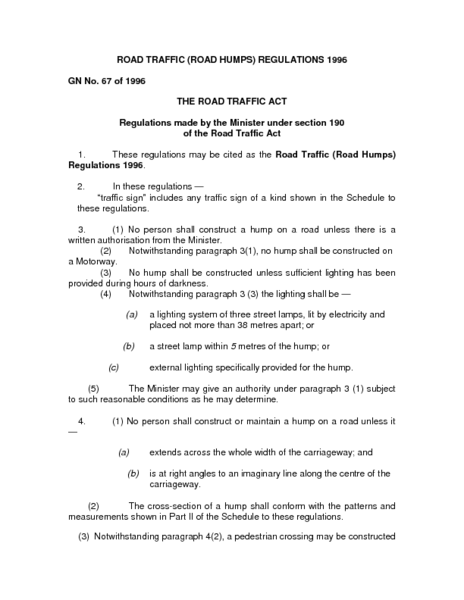 ROAD TRAFFIC (ROAD HUMPS) REGULATIONS 1996
GN No. 67 of 1996
THE ROAD TRAFFIC ACT
Regulations made by the Minister under section 190
of the Road Traffic Act
1. These regulations may be cited as the Road Traffic (Road Humps)
Regulations 1996.
2. In these regulations —
"traffic sign" includes any traffic sign of a kind shown in the Schedule to
these regulations.
3. (1) No person shall construct a hump on a road unless there is a
written authorisation from the Minister.
(2) Notwithstanding paragraph 3(1), no hump shall be constructed on
a Motorway.
(3) No hump shall be constructed unless sufficient lighting has been
provided during hours of darkness.
(4) Notwithstanding paragraph 3 (3) the lighting shall be —
(a) a lighting system of three street lamps, lit by electricity and
placed not more than 38 metres apart; or
(b) a street lamp within 5 metres of the hump; or
(c) external lighting specifically provided for the hump.
(5) The Minister may give an authority under paragraph 3 (1) subject
to such reasonable conditions as he may determine.
4. (1) No person shall construct or maintain a hump on a road unless it
—
(a) extends across the whole width of the carriageway; and
(b) is at right angles to an imaginary line along the centre of the
carriageway.
(2) The cross-section of a hump shall conform with the patterns and
measurements shown in Part II of the Schedule to these regulations.
(3) Notwithstanding paragraph 4(2), a pedestrian crossing may be constructed